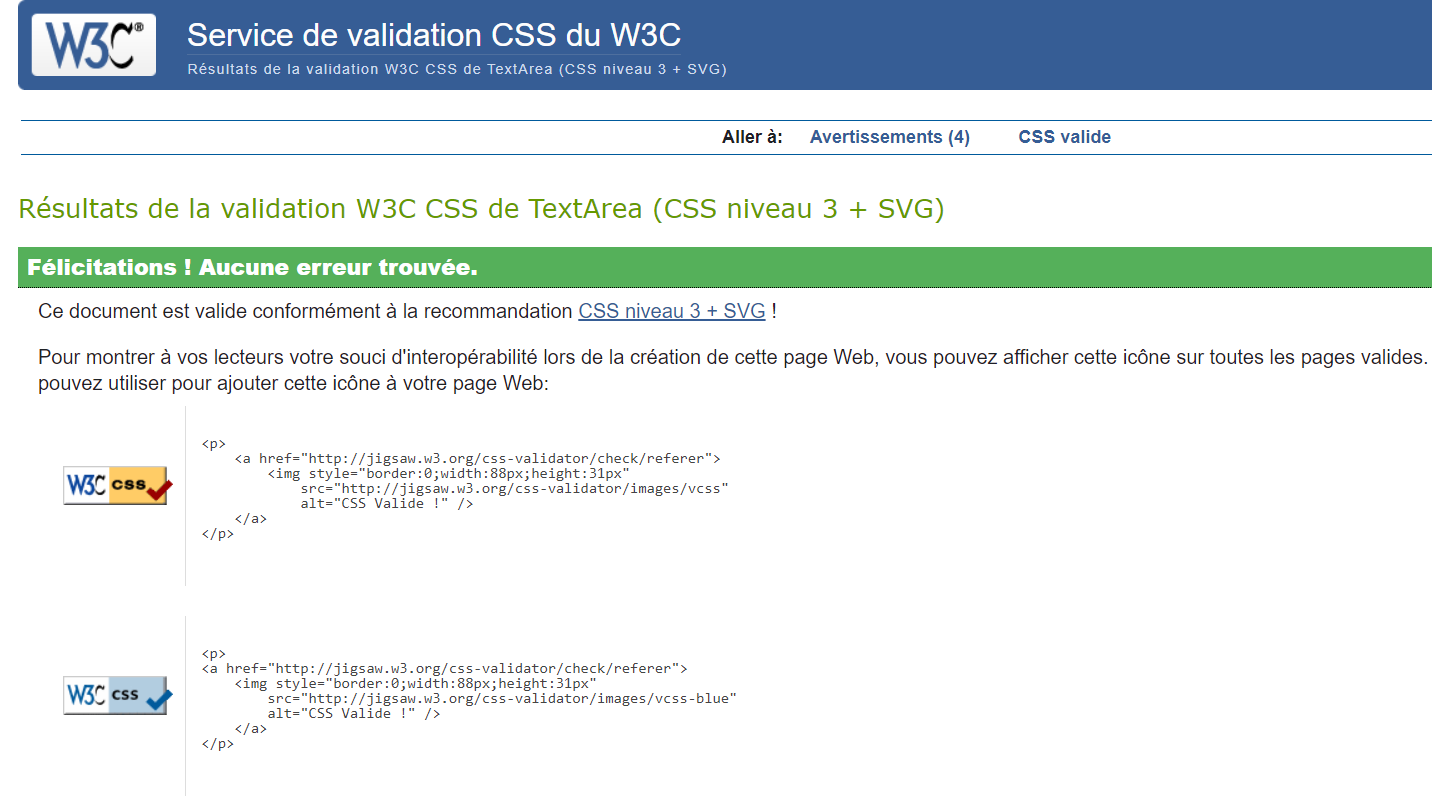 W3C®
Service de validation CSS du W3C
Résultats de la validation W3C CSS de TextArea (CSS niveau 3 + SVG)
Aller à: Avertissements (4) CSS valide
Résultats de la validation W3C CSS de TextArea (CSS niveau 3 + SVG)
Félicitations ! Aucune erreur trouvée.
Ce document est valide conformément à la recommandation CSS niveau 3 + SVG !
Pour montrer à vos lecteurs votre souci d'interopérabilité lors de la création de cette page Web, vous pouvez afficher cette icône sur toutes les pages valides.
pouvez utiliser pour ajouter cette icône à votre page Web:
W3C css
<p>
    <a href="http://jigsaw.w3.org/css-validator/check/referer">
        <img style="border:0;width:88px;height:31px"
            src="http://jigsaw.w3.org/css-validator/images/vcss"
            alt="CSS Valide !" />
    </a>
</p>
W3C css
<p>
<a href="http://jigsaw.w3.org/css-validator/check/referer">
    <img style="border:0;width:88px;height:31px"
        src="http://jigsaw.w3.org/css-validator/images/vcss-blue"
        alt="CSS Valide !" />
    </a>
</p>